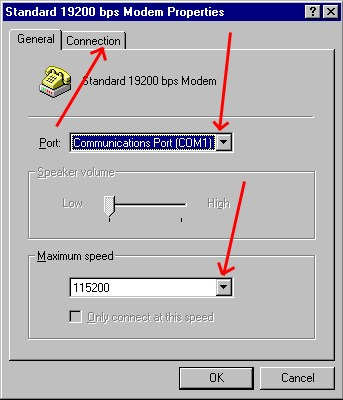 Standard 19200 bps Modem Properties
General
Connection
Standard 19200 bps Modem
Port:
Communications Port (COM1)
Speaker volume
Low
High
Maximum speed
115200
Only connect at this speed
OK
Cancel